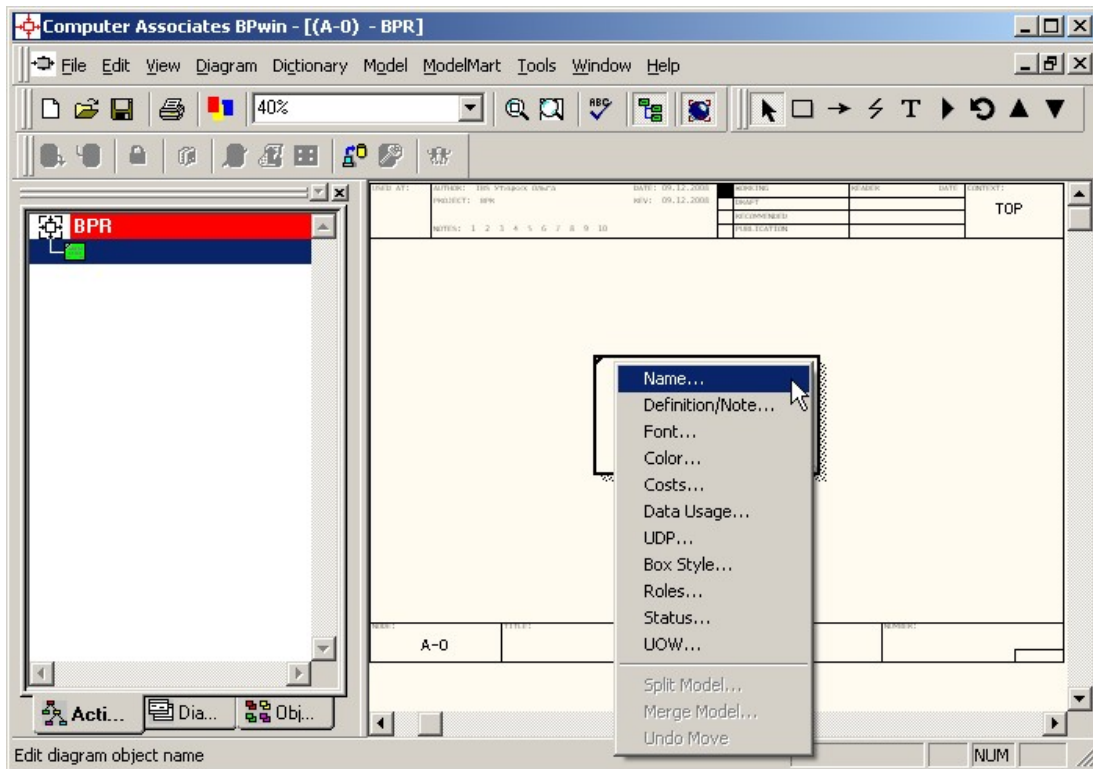 Computer Associates BPwin - [(A-0) - BPR]
File Edit View Diagram Dictionary Model ModelMart Tools Window Help
40%
ABC
T
USED AT: AUTHOR: DATE: 09.12.2008 WORKING READER DATE CONTEXT:
PROJECT: BPR REV: 09.12.2008 DRAFT
TOP
RECOMMENDED
NOTES: 1 2 3 4 5 6 7 8 9 10 PUBLICATION
BPR
Name...
Definition/Note...
Font...
Color...
Costs...
Data Usage...
UDP...
Box Style...
Roles...
Status...
UOW...
Split Model...
Merge Model...
Undo Move
NODE: TITLE: NUMBER:
A-0
Acti... Dia... Obj...
Edit diagram object name
NUM